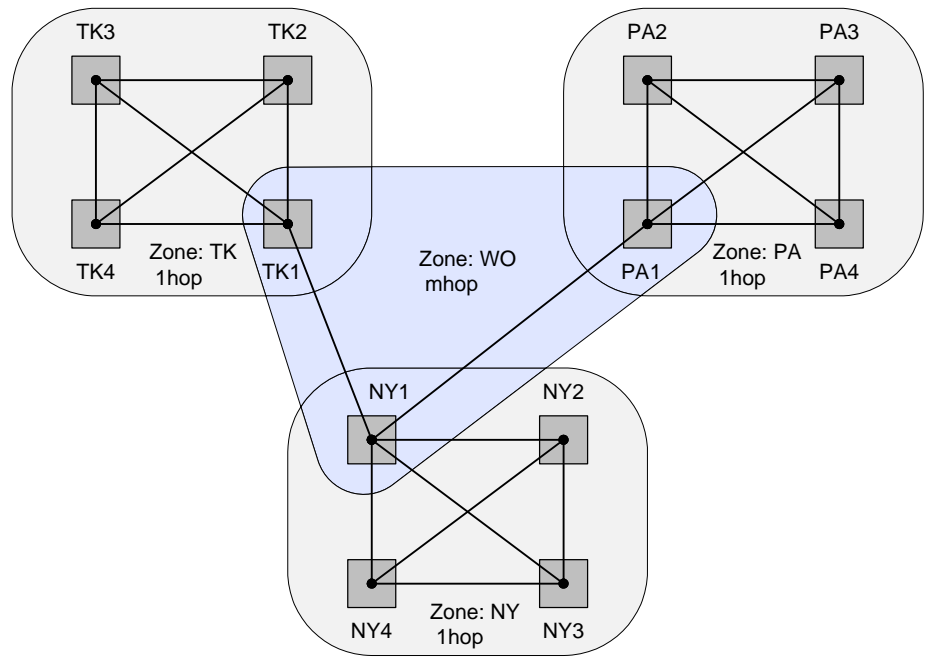 TK3
TK2
PA2
PA3
Zone: TK
1hop
TK4
TK1
Zone: WO
mhop
Zone: PA
1hop
PA1
PA4
NY1
NY2
Zone: NY
1hop
NY4
NY3